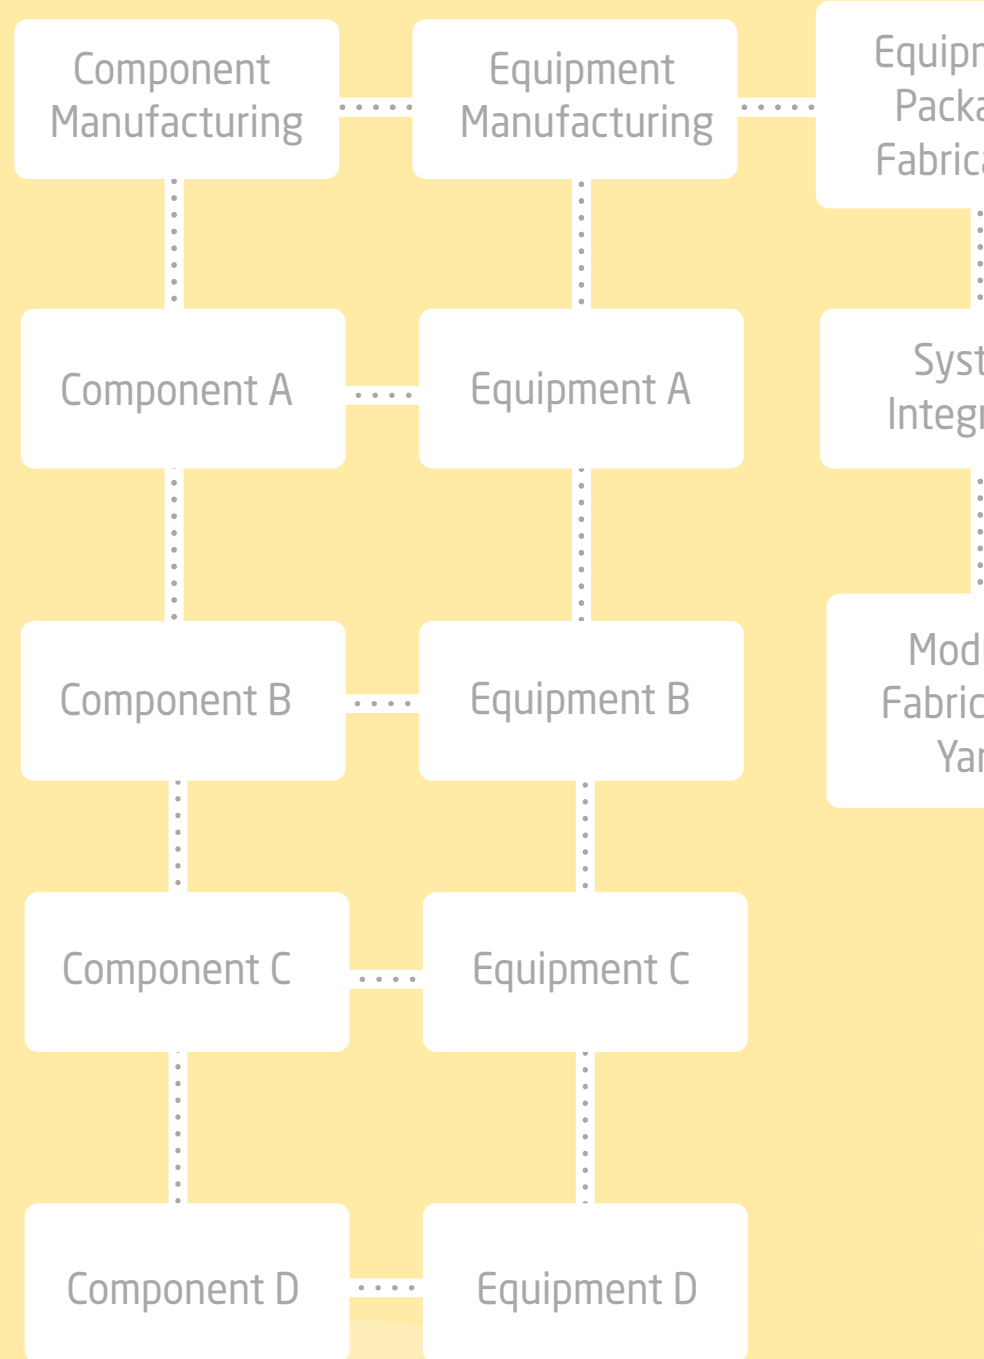 Component
Manufacturing
Equipment
Manufacturing
Component A
Equipment A
Component B
Equipment B
Component C
Equipment C
Component D
Equipment D